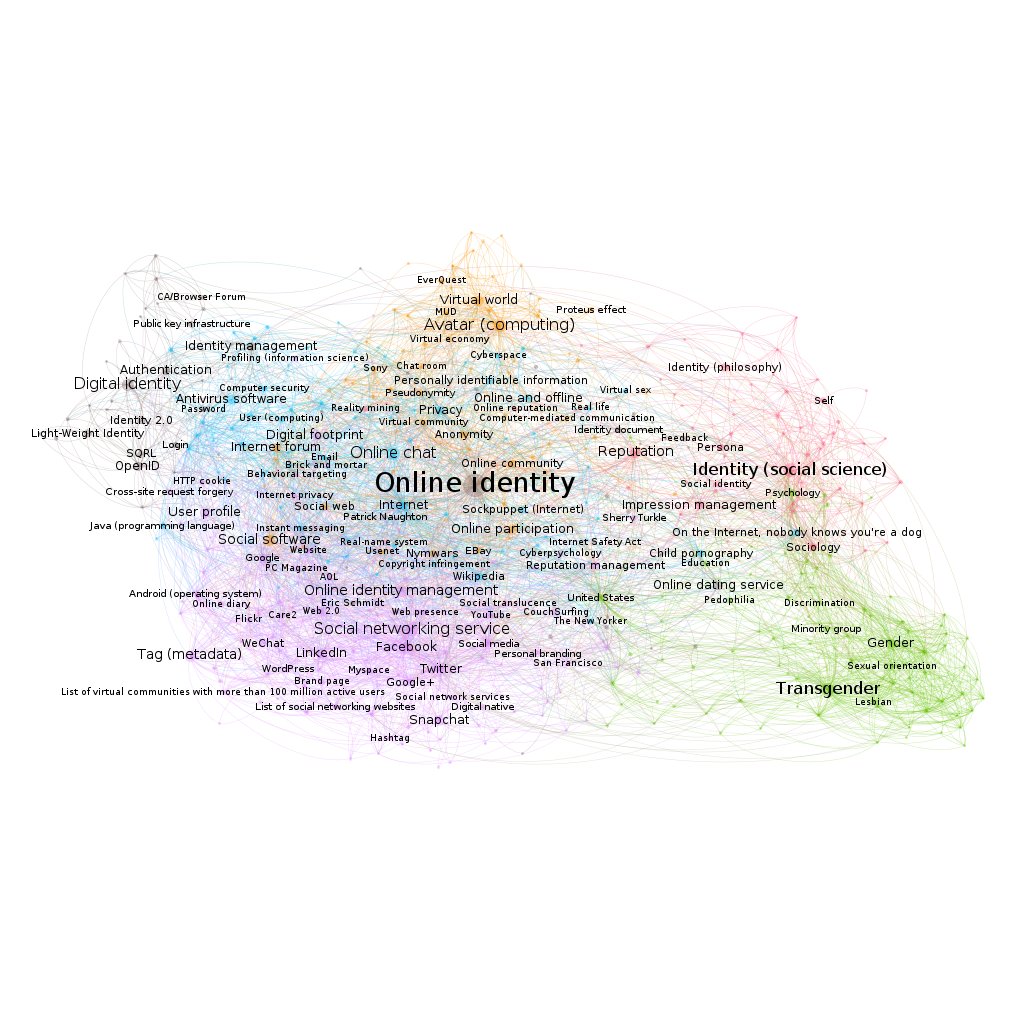 EverQuest
CA/Browser Forum
Virtual world
MUD
Proteus effect
Public key infrastructure
Avatar (computing)
Virtual economy
Identity management
Cyberspace
Profiling (information science)
Sony
Chat room
Identity (philosophy)
Authentication
Digital identity
Personally identifiable information
Computer security
Pseudonymity
Virtual sex
Antivirus software
Online and offline
Self
Password
Reality mining
Privacy
Online reputation
Real life
User (computing)
Computer-mediated communication
Identity 2.0
Virtual community
Light-Weight Identity
Digital footprint
Anonymity
Identity document
Feedback
Login
Internet forum
Persona
SQRL
Online chat
Reputation
Email
OpenID
Brick and mortar
Online community
Identity (social science)
Behavioral targeting
HTTP cookie
Online identity
Social identity
Cross-site request forgery
Internet privacy
Psychology
Social web
Internet
Impression management
User profile
Sockpuppet (Internet)
Patrick Naughton
Sherry Turkle
Java (programming language)
Instant messaging
Online participation
On the Internet, nobody knows you're a dog
Social software
Real-name system
Internet Safety Act
Sociology
Website
Usenet
Nymwars
EBay
Cyberpsychology
Child pornography
Google
Copyright infringement
Reputation management
Education
PC Magazine
AOL
Wikipedia
Online identity management
Online dating service
Android (operating system)
United States
Pedophilia
Online diary
Eric Schmidt
Social translucence
Discrimination
Care2
Web 2.0
Web presence
YouTube
CouchSurfing
Flickr
The New Yorker
Social networking service
Minority group
WeChat
Facebook
Social media
Gender
Tag (metadata)
LinkedIn
Personal branding
San Francisco
Sexual orientation
WordPress
Myspace
Twitter
Brand page
Google+
Transgender
List of virtual communities with more than 100 million active users
Social network services
Lesbian
List of social networking websites
Digital native
Snapchat
Hashtag